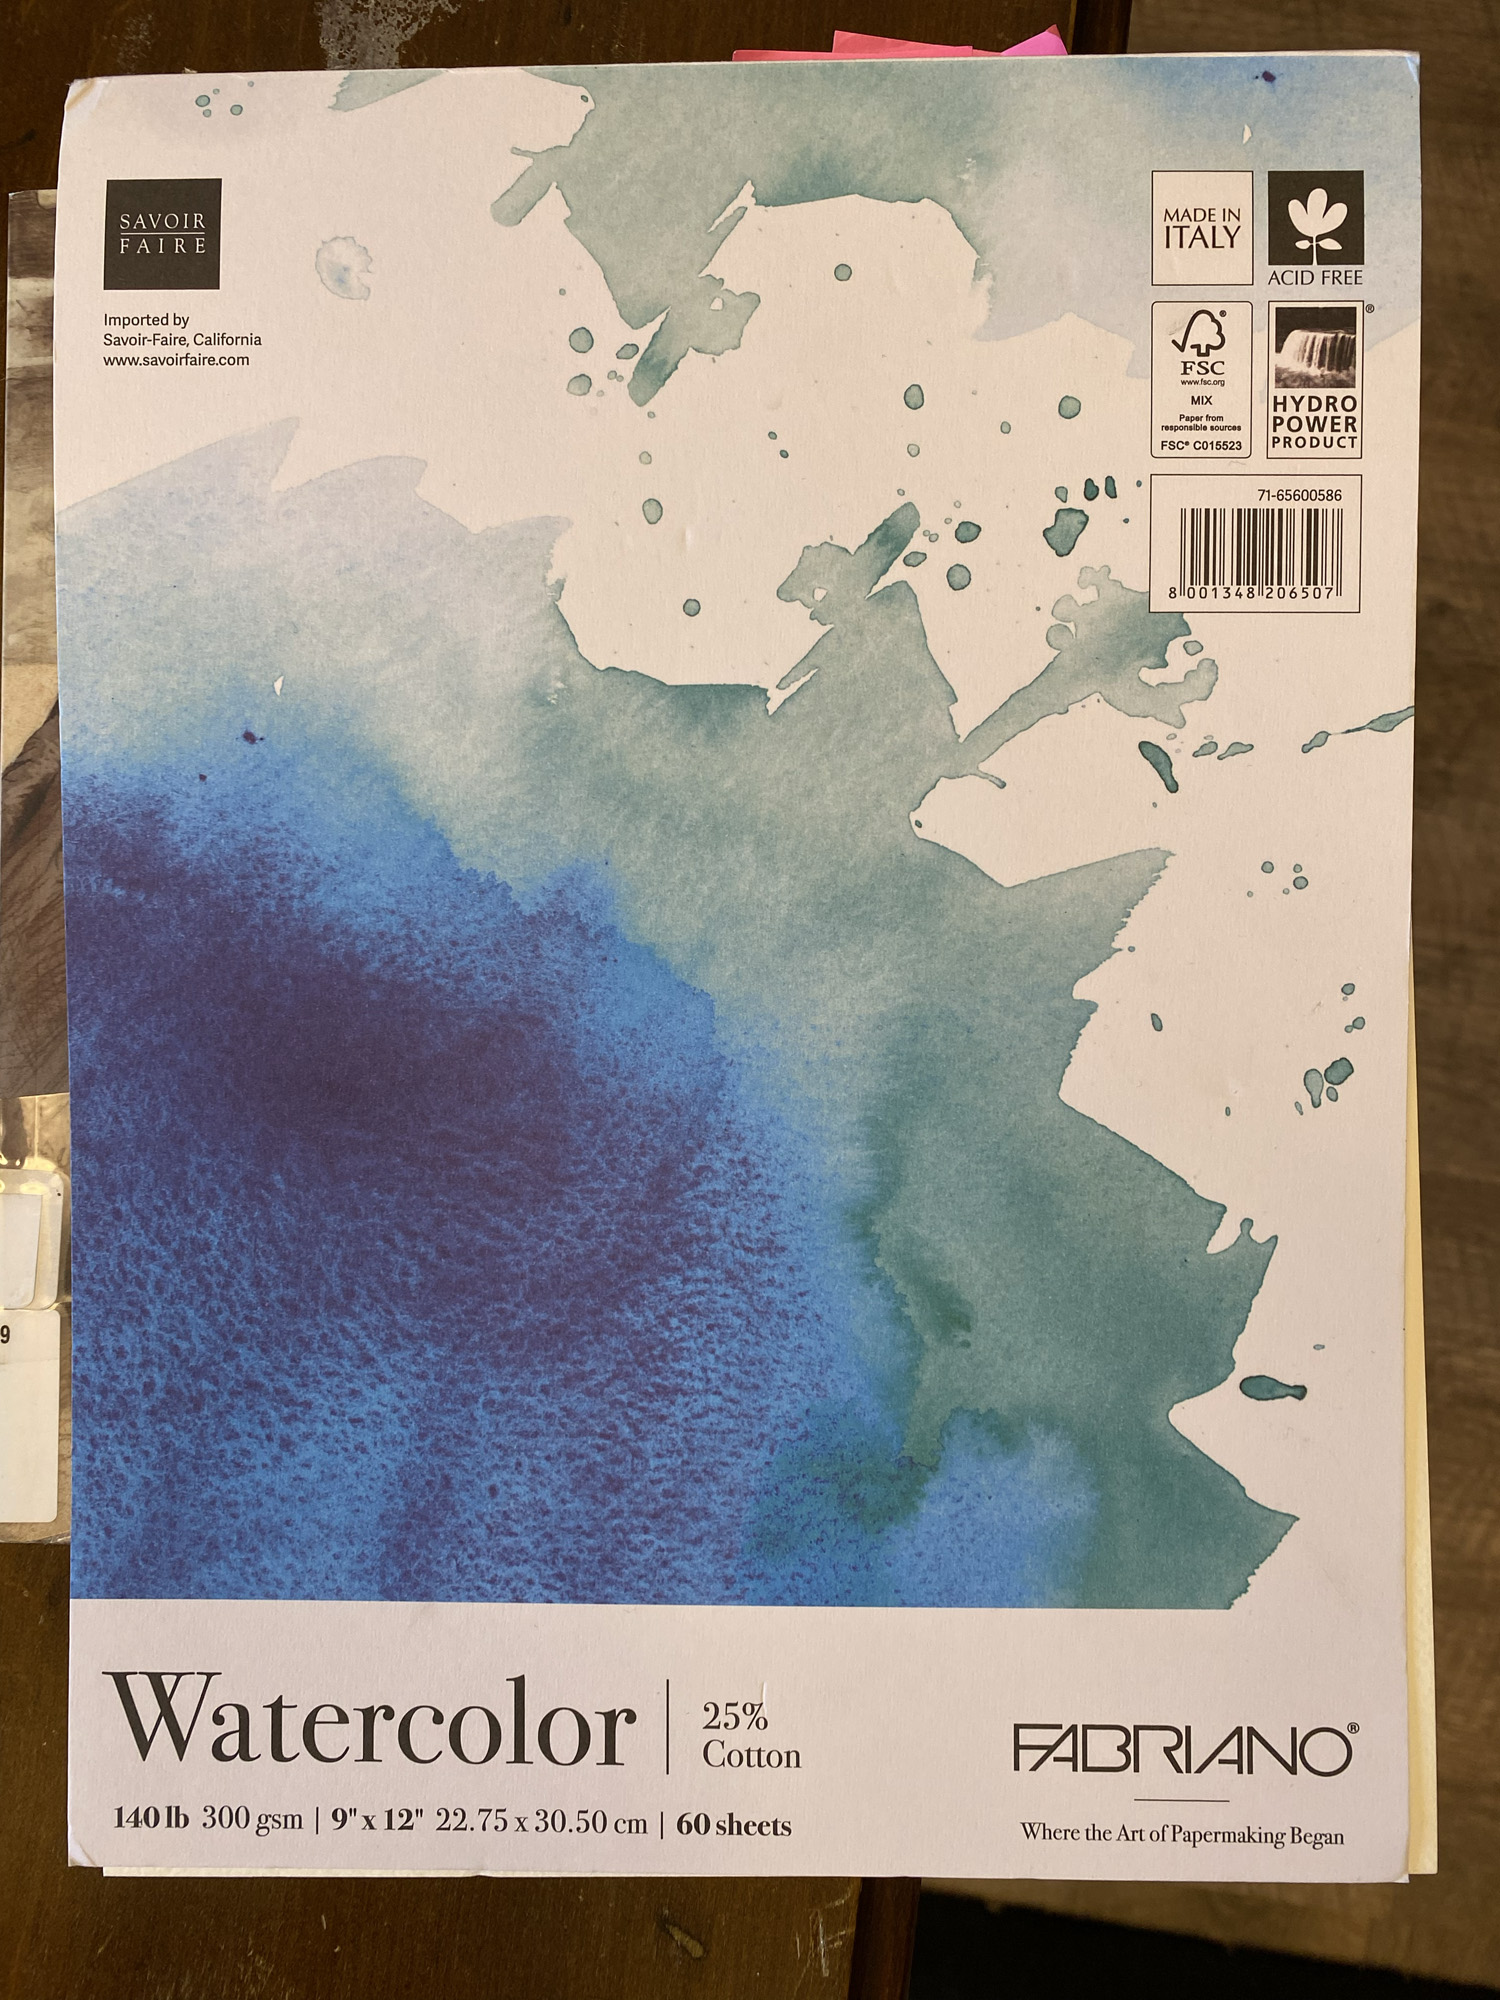 SAVOIR
FAIRE
Imported by
Savoir-Faire, California
www.savoirfaire.com
MADE IN
ITALY
ACID FREE
FSC®
www.fsc.org
MIX
Paper from
responsible sources
FSC® C015523
®
HYDRO
POWER
PRODUCT
71-65600586
8 001348 206507
9
Watercolor
25%
Cotton
140 lb 300 gsm | 9" x 12" 22.75 x 30.50 cm | 60 sheets
FABRIANO®
Where the Art of Papermaking Began